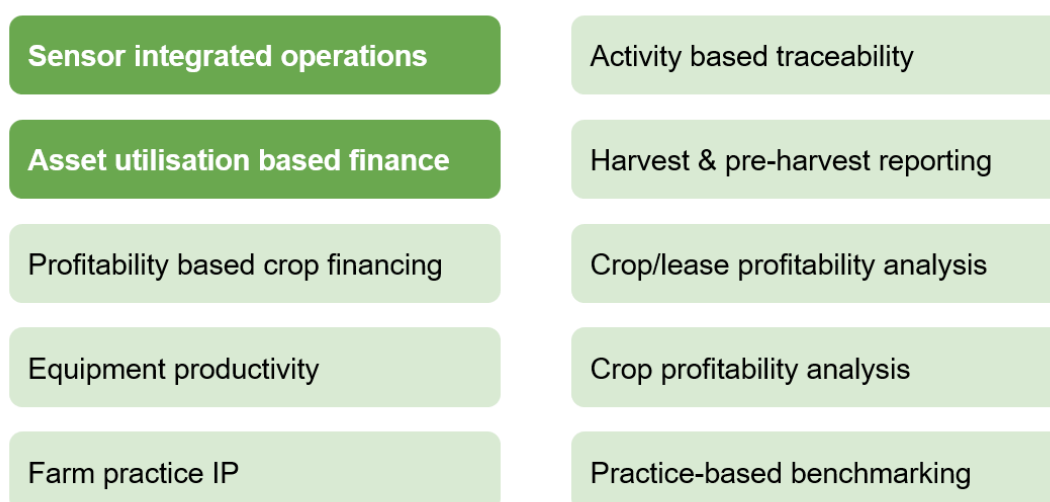 Sensor integrated operations
Asset utilisation based finance
Profitability based crop financing
Equipment productivity
Farm practice IP
Activity based traceability
Harvest & pre-harvest reporting
Crop/lease profitability analysis
Crop profitability analysis
Practice-based benchmarking